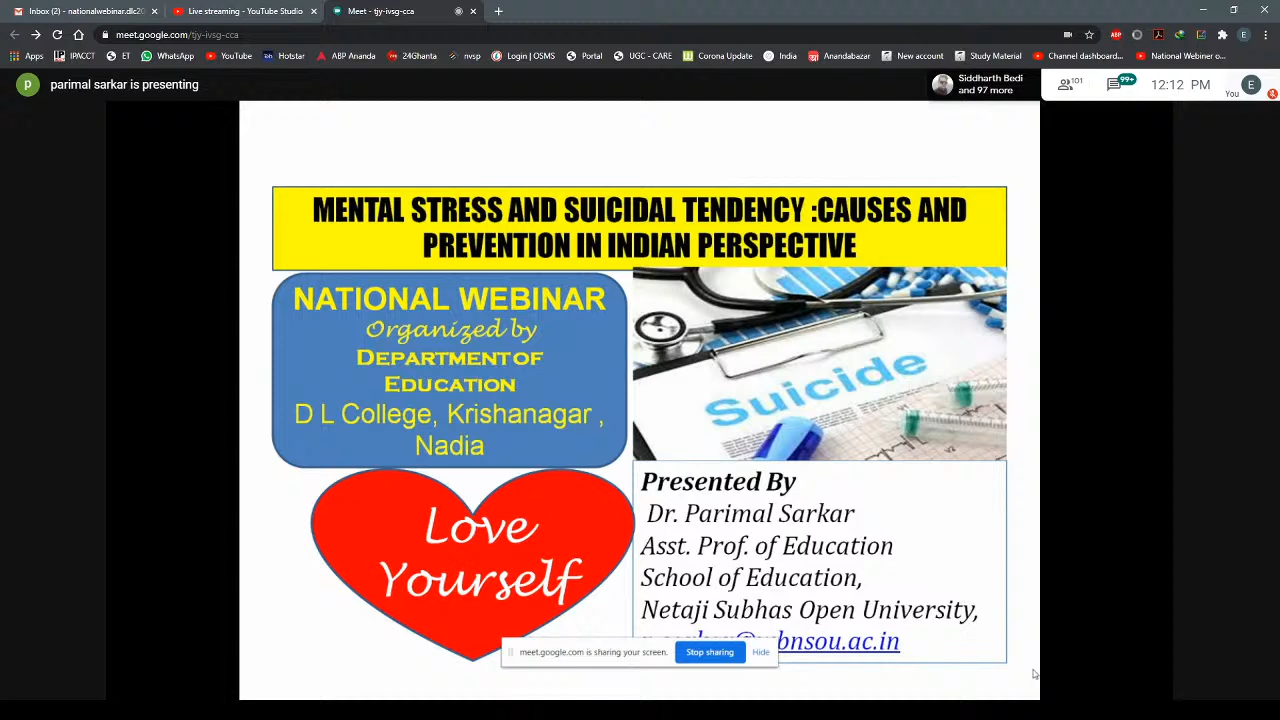 Inbox (2) - nationalwebinar.dlc20
Live streaming - YouTube Studio
Meet - tjy-ivsg-cca
meet.google.com/tjy-ivsg-cca
Apps
IPACCT
ET
WhatsApp
YouTube
Hotstar
ABP Ananda
24Ghanta
nvsp
Login | OSMS
Portal
UGC - CARE
Corona Update
India
Anandabazar
New account
Study Material
Channel dashboard...
National Webinar o...
p
parimal sarkar is presenting
Siddharth Bedi
and 97 more
101
99+
12:12 PM
You
E
MENTAL STRESS AND SUICIDAL TENDENCY :CAUSES AND
PREVENTION IN INDIAN PERSPECTIVE
NATIONAL WEBINAR
Organized by
DEPARTMENT OF
EDUCATION
D L College, Krishanagar ,
Nadia
Suicide
Love
Yourself
Presented By
Dr. Parimal Sarkar
Asst. Prof. of Education
School of Education,
Netaji Subhas Open University,
bnsou.ac.in
meet.google.com is sharing your screen.
Stop sharing
Hide